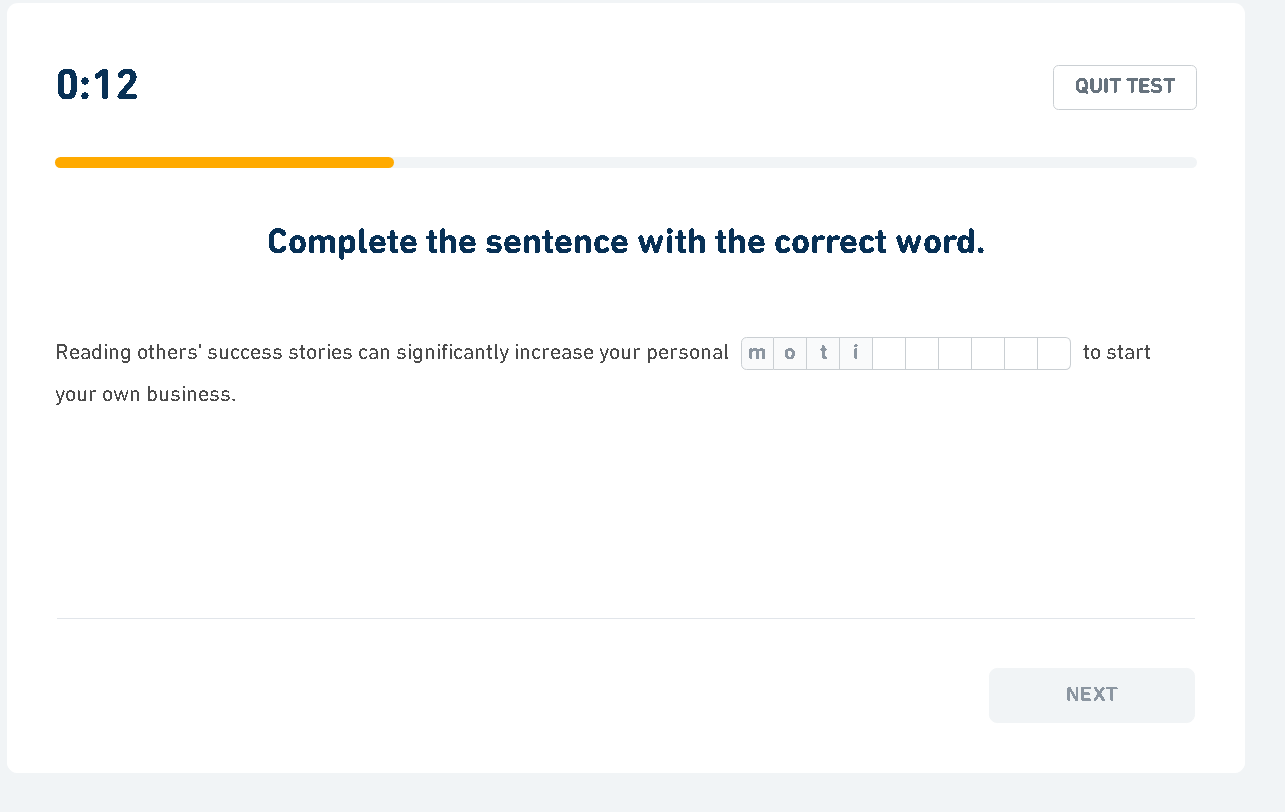 0:12
QUIT TEST
Complete the sentence with the correct word.
Reading others' success stories can significantly increase your personal m o t i to start
your own business.
NEXT